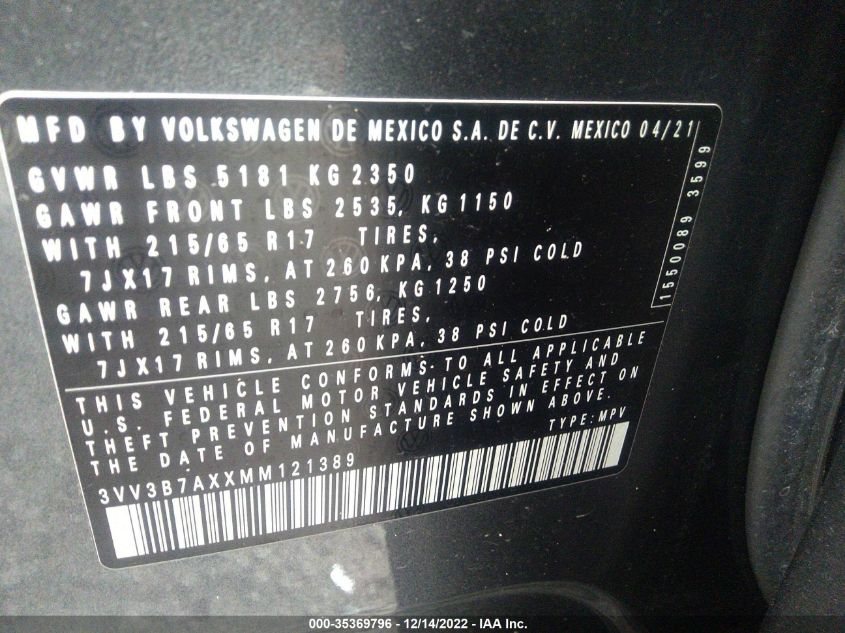 MFD BY VOLKSWAGEN DE MEXICO S.A. DE C.V. MEXICO 04/21
GVWR LBS 5181 KG 2350
GAWR FRONT LBS 2535, KG 1150
WITH 215/65 R17 TIRES,
7JX17 RIMS, AT 260 KPA, 38 PSI COLD
GAWR REAR LBS 2756, KG 1250
WITH 215/65 R17 TIRES,
7JX17 RIMS, AT 260 KPA, 38 PSI COLD
1550089 3599
THIS VEHICLE CONFORMS TO ALL APPLICABLE
U.S. FEDERAL MOTOR VEHICLE SAFETY AND
THEFT PREVENTION STANDARDS IN EFFECT ON
THE DATE OF MANUFACTURE SHOWN ABOVE.
TYPE: MPV
3VV3B7AXXMM121389
000-35369796 - 12/14/2022 - IAA Inc.